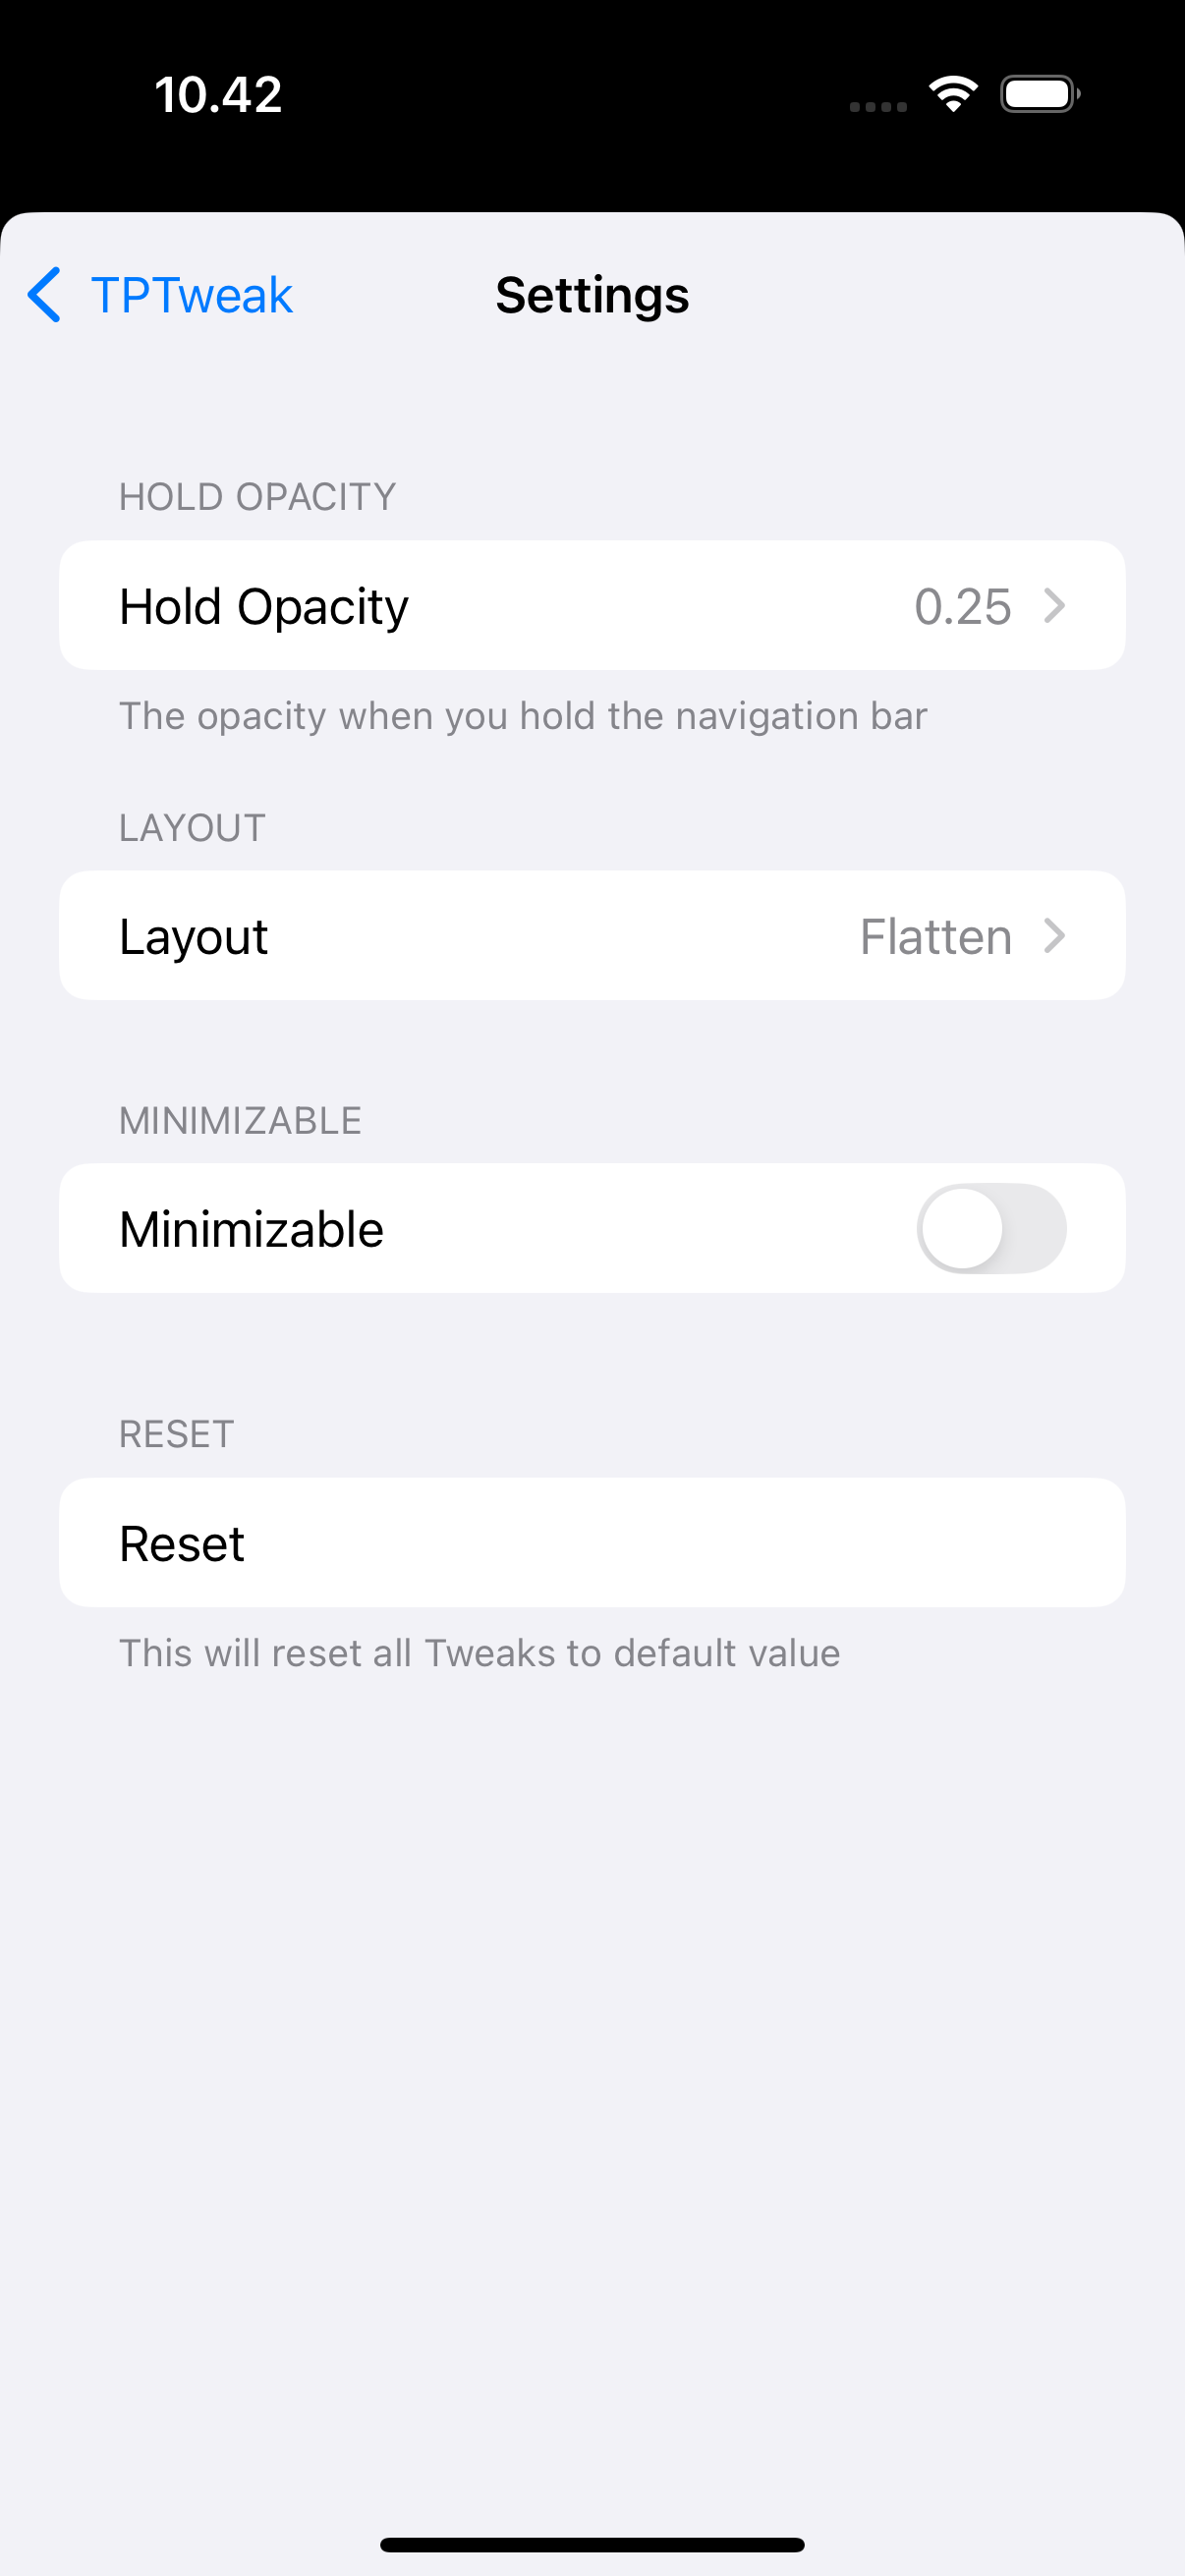 10.42
TPTweak
Settings
HOLD OPACITY
Hold Opacity 0.25
The opacity when you hold the navigation bar
LAYOUT
Layout Flatten
MINIMIZABLE
Minimizable
RESET
Reset
This will reset all Tweaks to default value